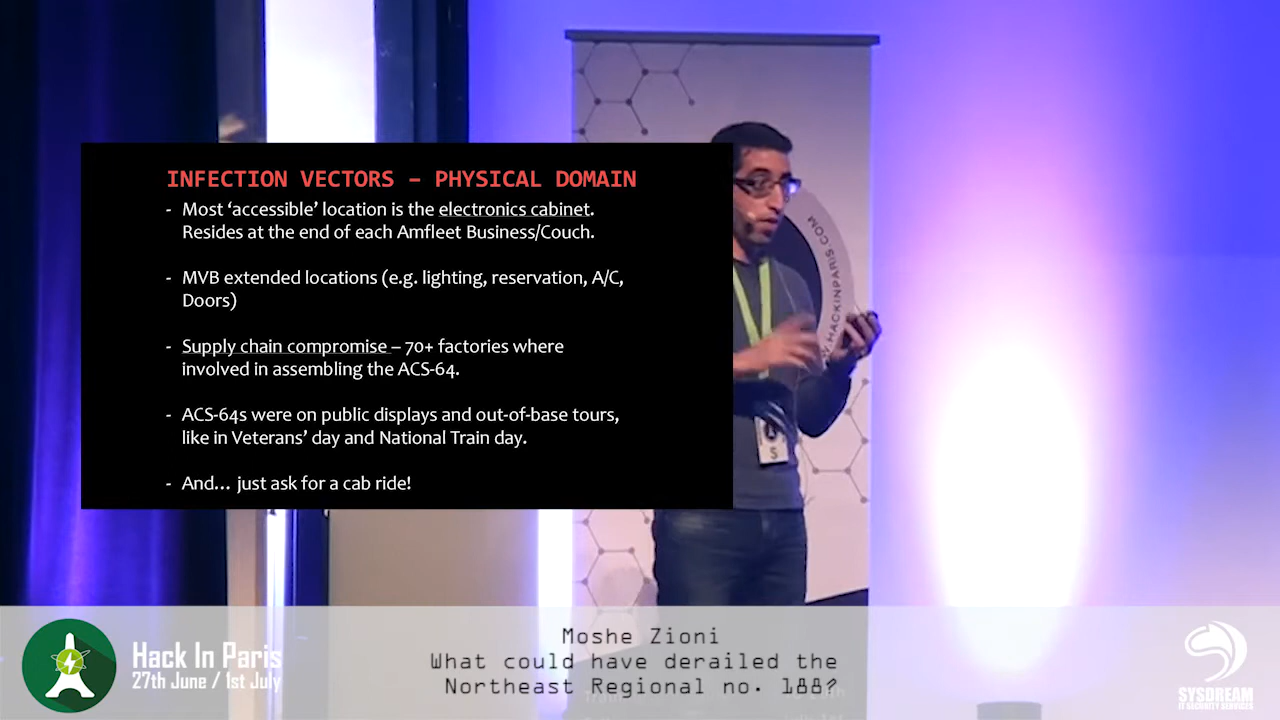 INFECTION VECTORS – PHYSICAL DOMAIN
- Most ‘accessible’ location is the electronics cabinet.
Resides at the end of each Amfleet Business/Couch.
- MVB extended locations (e.g. lighting, reservation, A/C,
Doors)
- Supply chain compromise – 70+ factories where
involved in assembling the ACS-64.
- ACS-64s were on public displays and out-of-base tours,
like in Veterans’ day and National Train day.
- And… just ask for a cab ride!
W.HACKINPARIS.COM
Hack In Paris
27th June / 1st July
Moshe Zioni
What could have derailed the
Northeast Regional no. 188?
SYSDREAM
IT SECURITY SERVICES